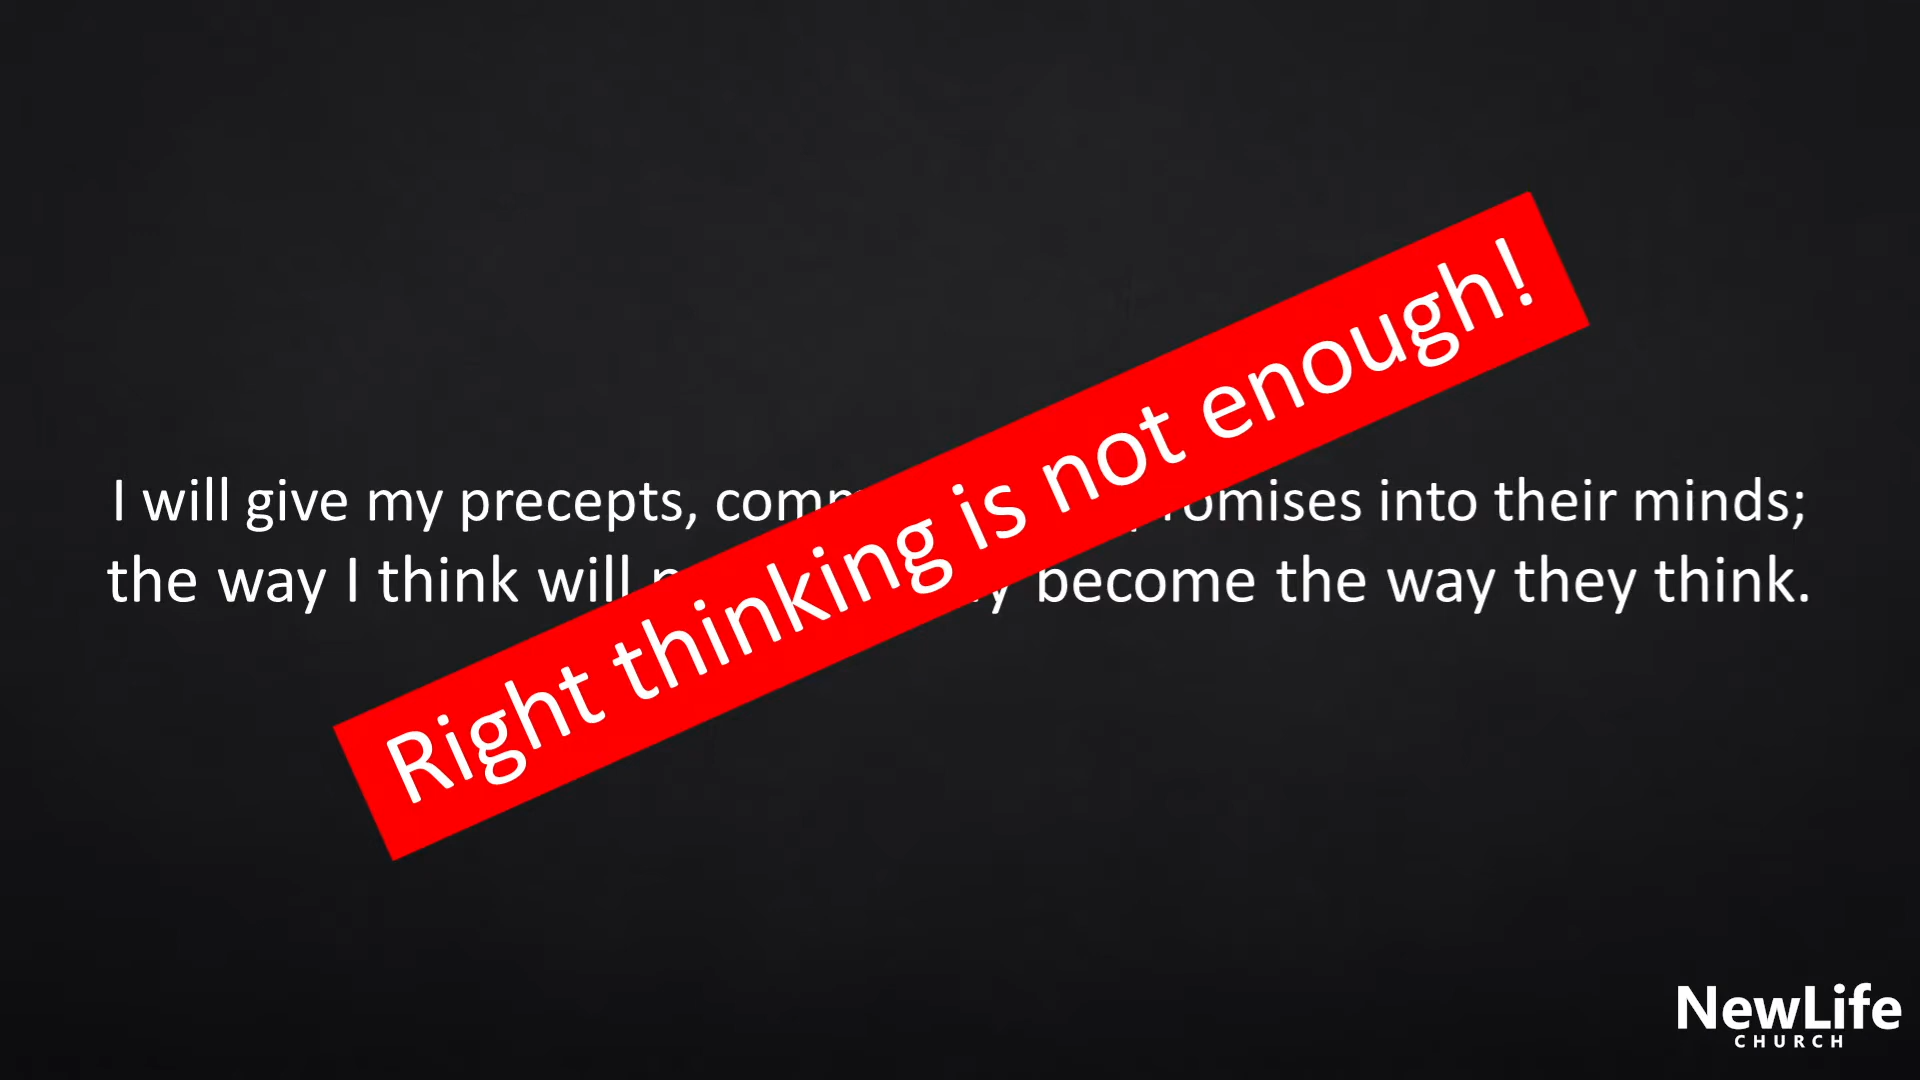 I will give my precepts, comm omises into their minds;
the way I think will become the way they think.
Right thinking is not enough!
NewLife
CHURCH